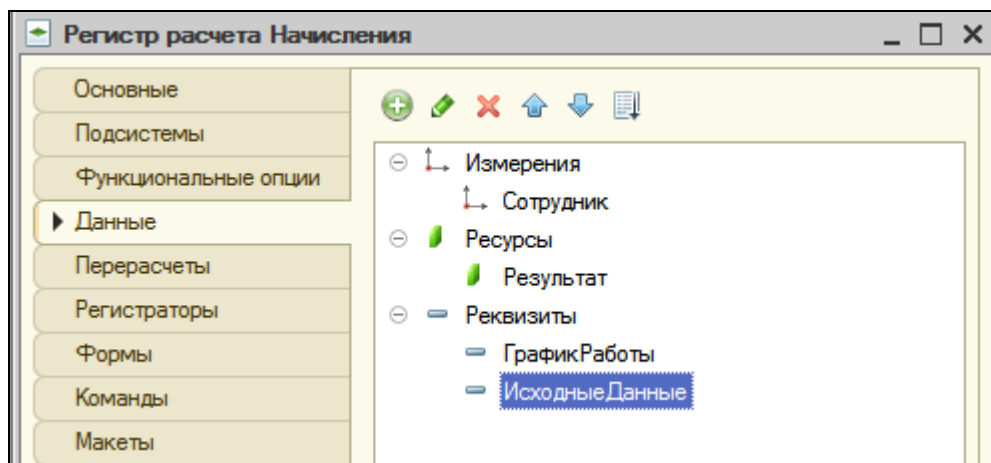 Регистр расчета Начисления
Основные
Подсистемы
Функциональные опции
Данные
Перерасчеты
Регистраторы
Формы
Команды
Макеты
Измерения
Сотрудник
Ресурсы
Результат
Реквизиты
ГрафикРаботы
ИсходныеДанные